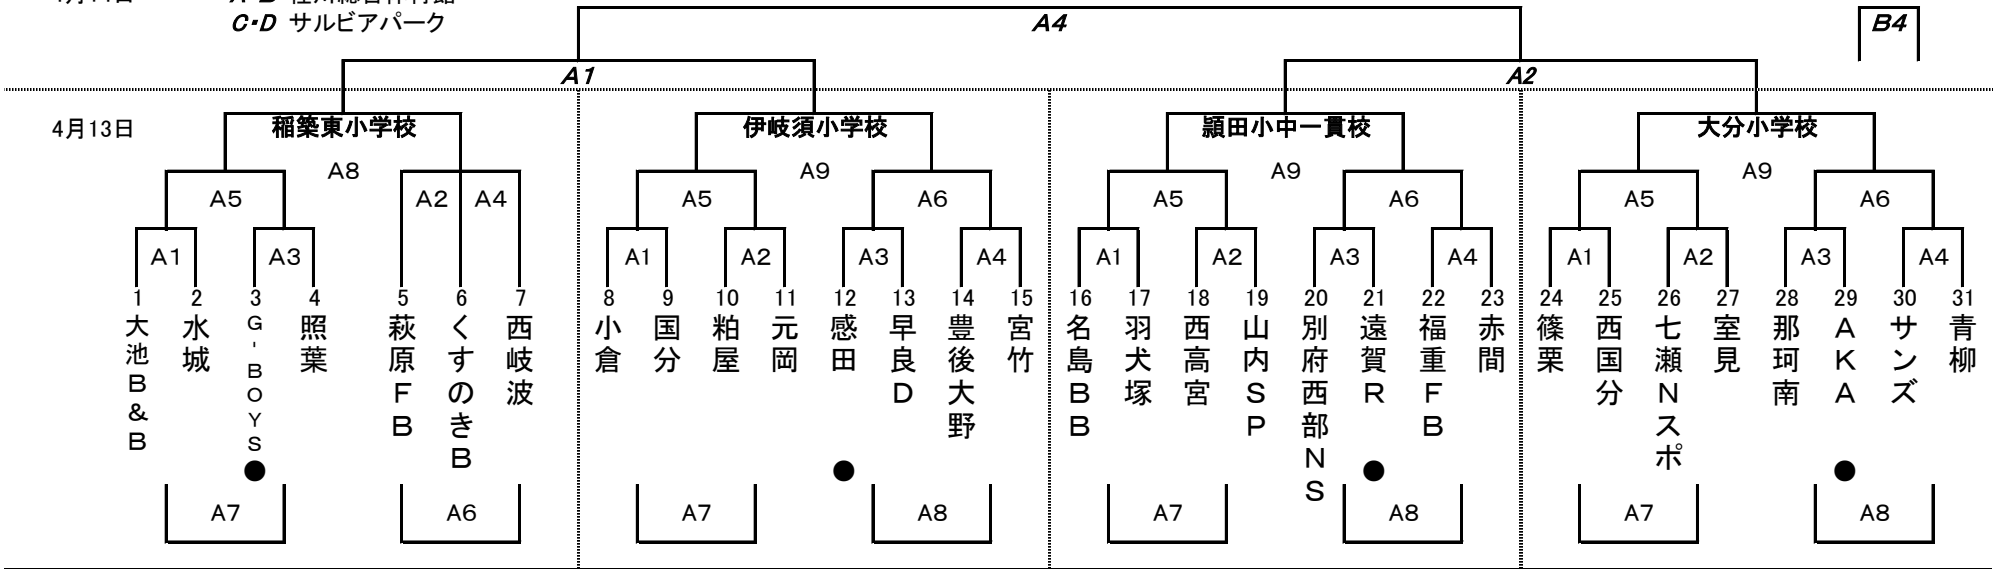 C・D サルビアパーク
A4
B4
A1
A2
4月13日
稲築東小学校
伊岐須小学校
頴田小中一貫校
大分小学校
A8
A9
A9
A9
A5
A2
A4
A5
A6
A5
A6
A5
A6
A1
A3
A1
A2
A3
A4
A1
A2
A3
A4
A1
A2
A3
A4
1 大池B&B
2 水城
3 G-BOYS
4 照葉
5 萩原FB
6 くすのきB
7 西岐波
8 小倉
9 国分
10 粕屋
11 元岡
12 感田
13 早良D
14 豊後大野
15 宮竹
16 名島BB
17 羽犬塚
18 西高宮
19 山内SP
20 別府西部NS
21 遠賀R
22 福重FB
23 赤間
24 篠栗
25 西国分
26 七瀬Nスポ
27 室見
28 那珂南
29 AKA
30 サンズ
31 青柳
A7
A6
A7
A8
A7
A8
A7
A8